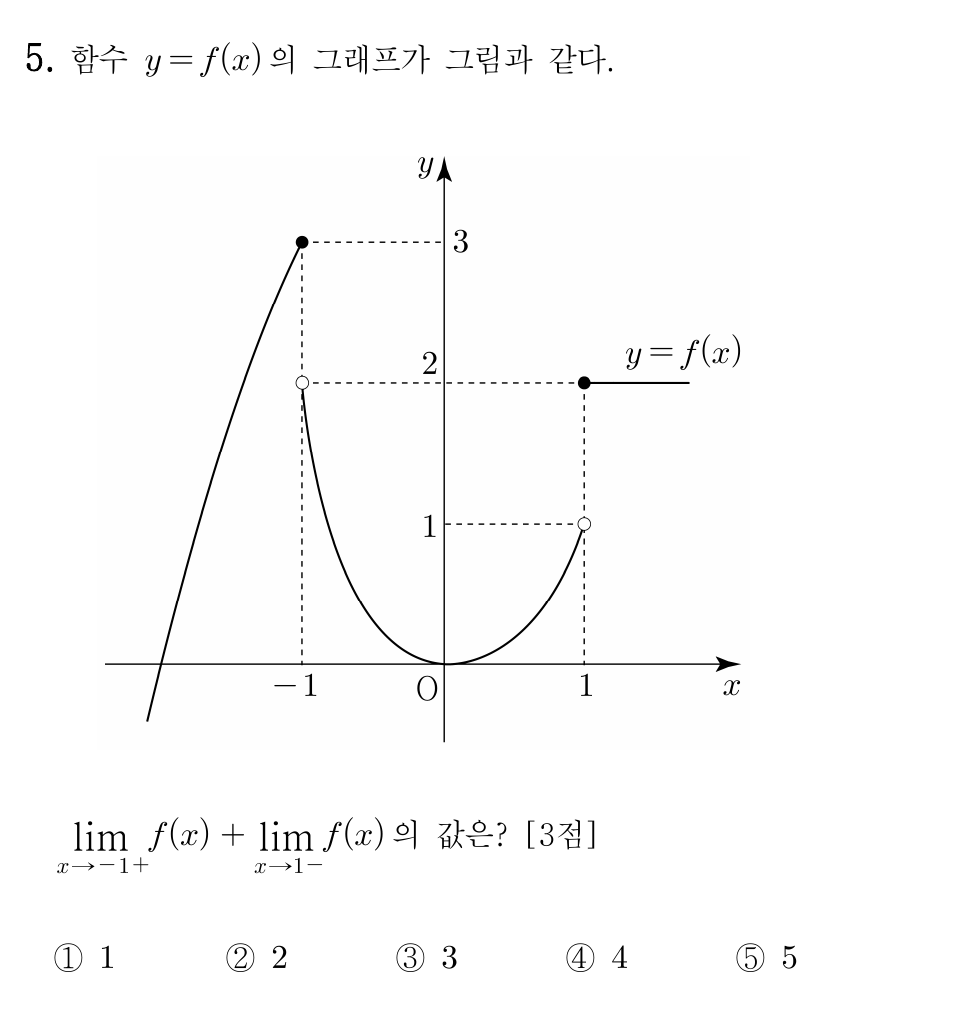 5. 함수 y=f(x)의 그래프가 그림과 같다.
y
3
y=f(x)
2
1
-1
O
1
x
lim f(x) + lim f(x)의 값은? [3점]
x→-1+ x→1-
① 1 ② 2 ③ 3 ④ 4 ⑤ 5